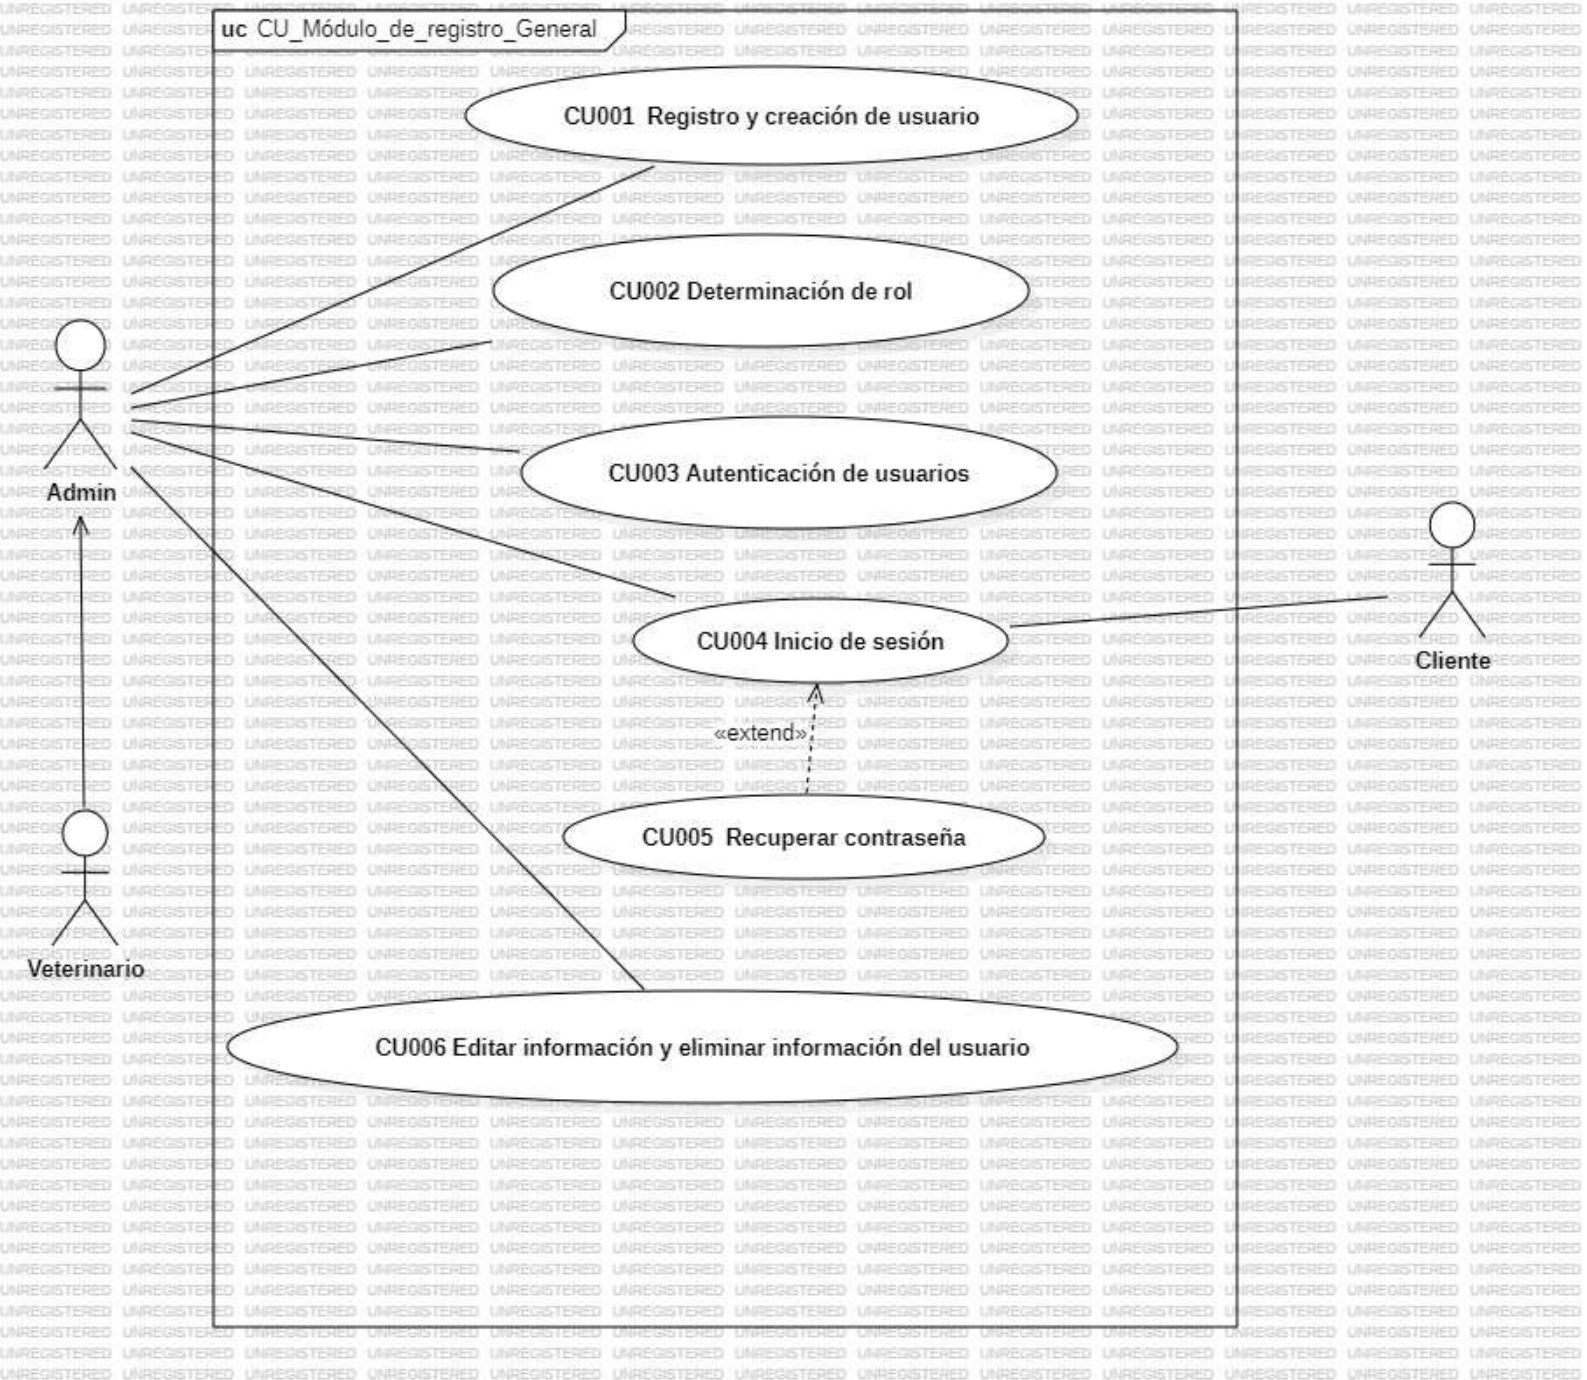 uc CU_Módulo_de_registro_General
CU001 Registro y creación de usuario
CU002 Determinación de rol
CU003 Autenticación de usuarios
Admin
CU004 Inicio de sesión
Cliente
«extend»
CU005 Recuperar contraseña
Veterinario
CU006 Editar información y eliminar información del usuario
UNREGISTERED